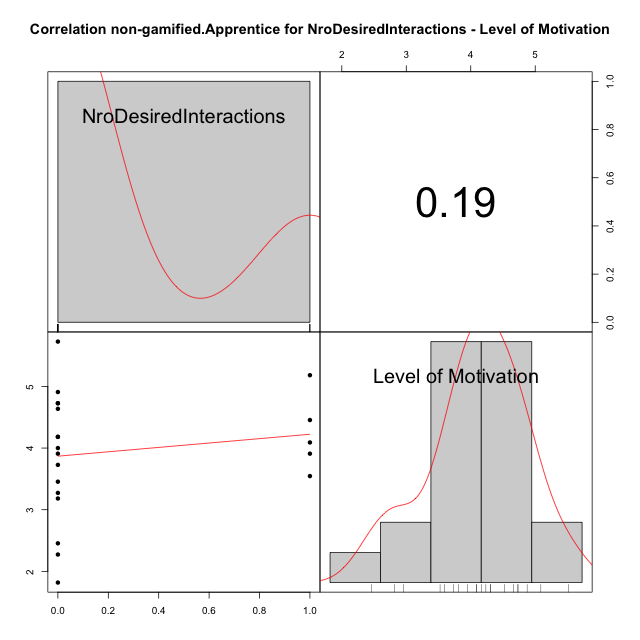 Correlation non-gamified.Apprentice for NroDesiredInteractions - Level of Motivation
2 3 4 5
NroDesiredInteractions
0.19
0.0 0.2 0.4 0.6 0.8 1.0
Level of Motivation
2 3 4 5
0.0 0.2 0.4 0.6 0.8 1.0